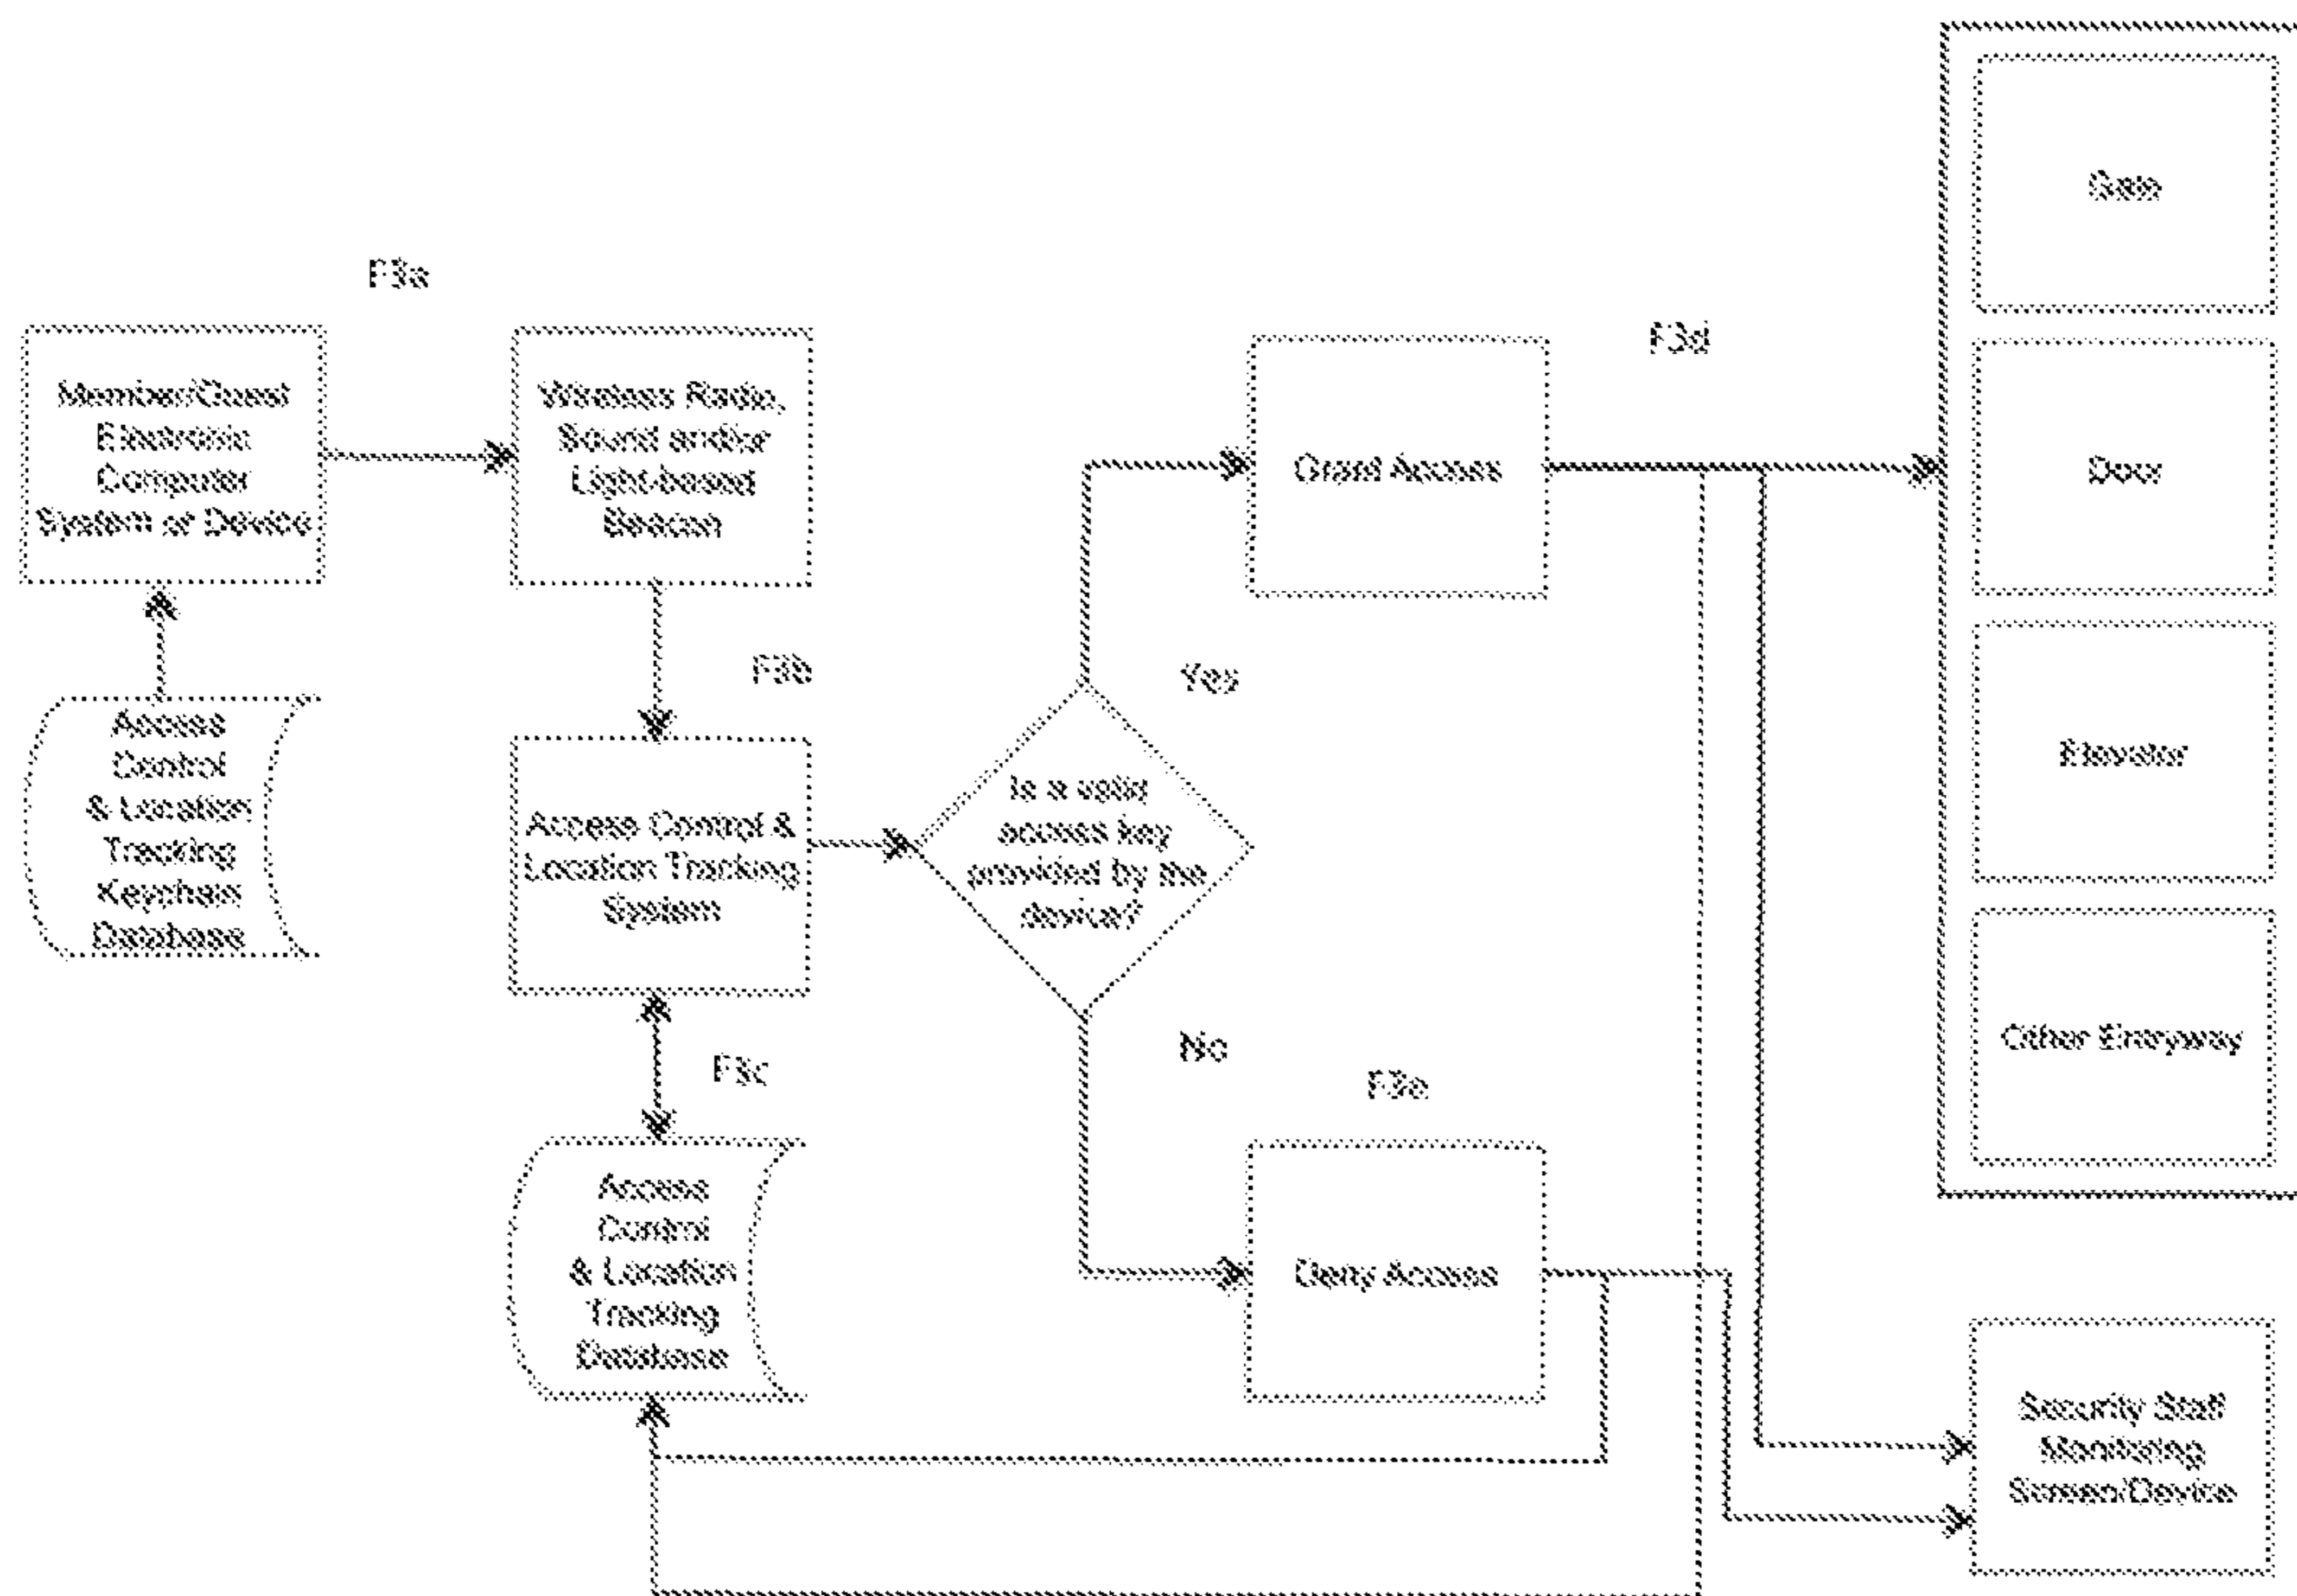 F3a
Member/Guest
Electronic
Computer
System or Device
Wireless Radio,
Sound and/or
Light-based
Beacon
Access
Control
& Location
Tracking
Keychain
Database
F3b
Access Control &
Location Tracking
System
F3c
Access
Control
& Location
Tracking
Database
Is a valid
access key
provided by the
device?
Yes
Grant Access
F3d
No
F3e
Deny Access
Gate
Door
Elevator
Other Entryway
Security Staff
Monitoring
Screen/Device